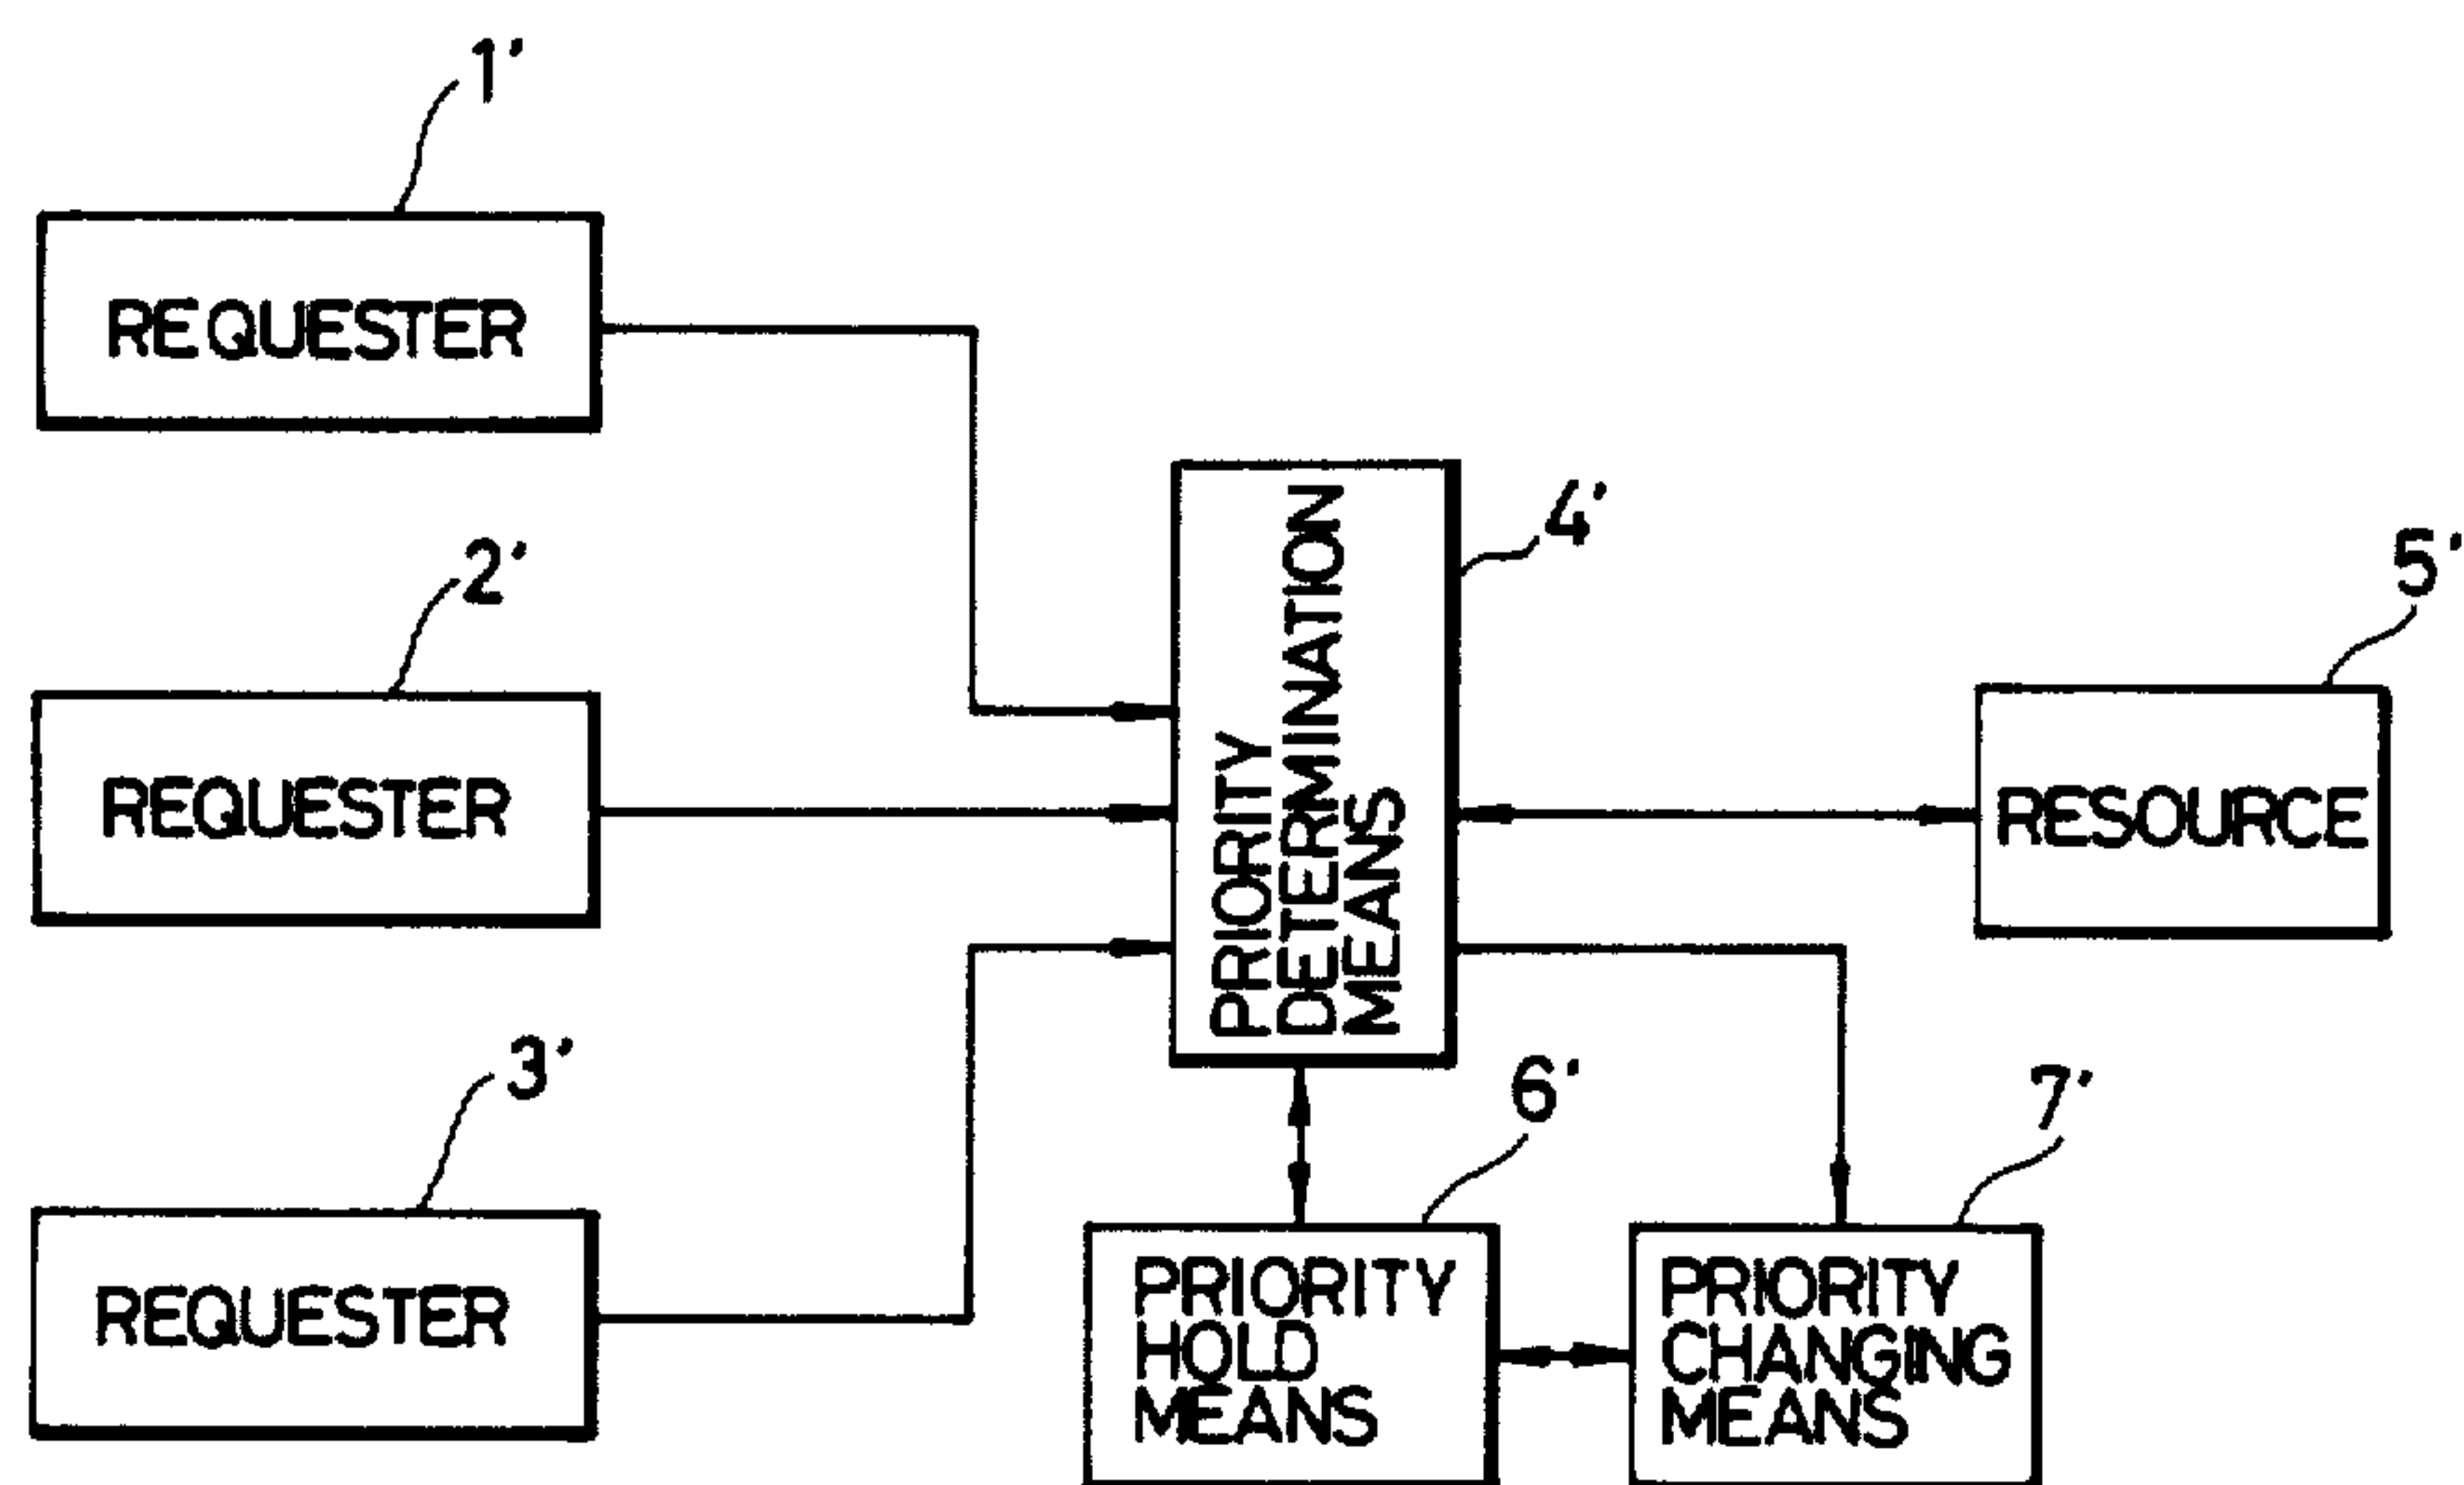 1'
REQUESTER
2'
REQUESTER
3'
REQUESTER
4'
PRIORITY
DETERMINATION
MEANS
5'
RESOURCE
6'
PRIORITY
HOLD
MEANS
7'
PRIORITY
CHANGING
MEANS